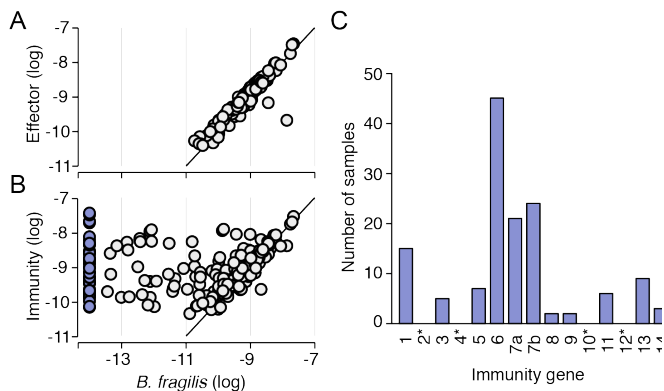 A
-7
-8
-9
-10
-11
Effector (log)
B
-7
-8
-9
-10
-11
Immunity (log)
-13 -11 -9 -7
B. fragilis (log)
C
50
40
30
20
10
0
Number of samples
1 2* 3 4* 5 6 7a 7b 8 9 10* 11 12* 13 14
Immunity gene